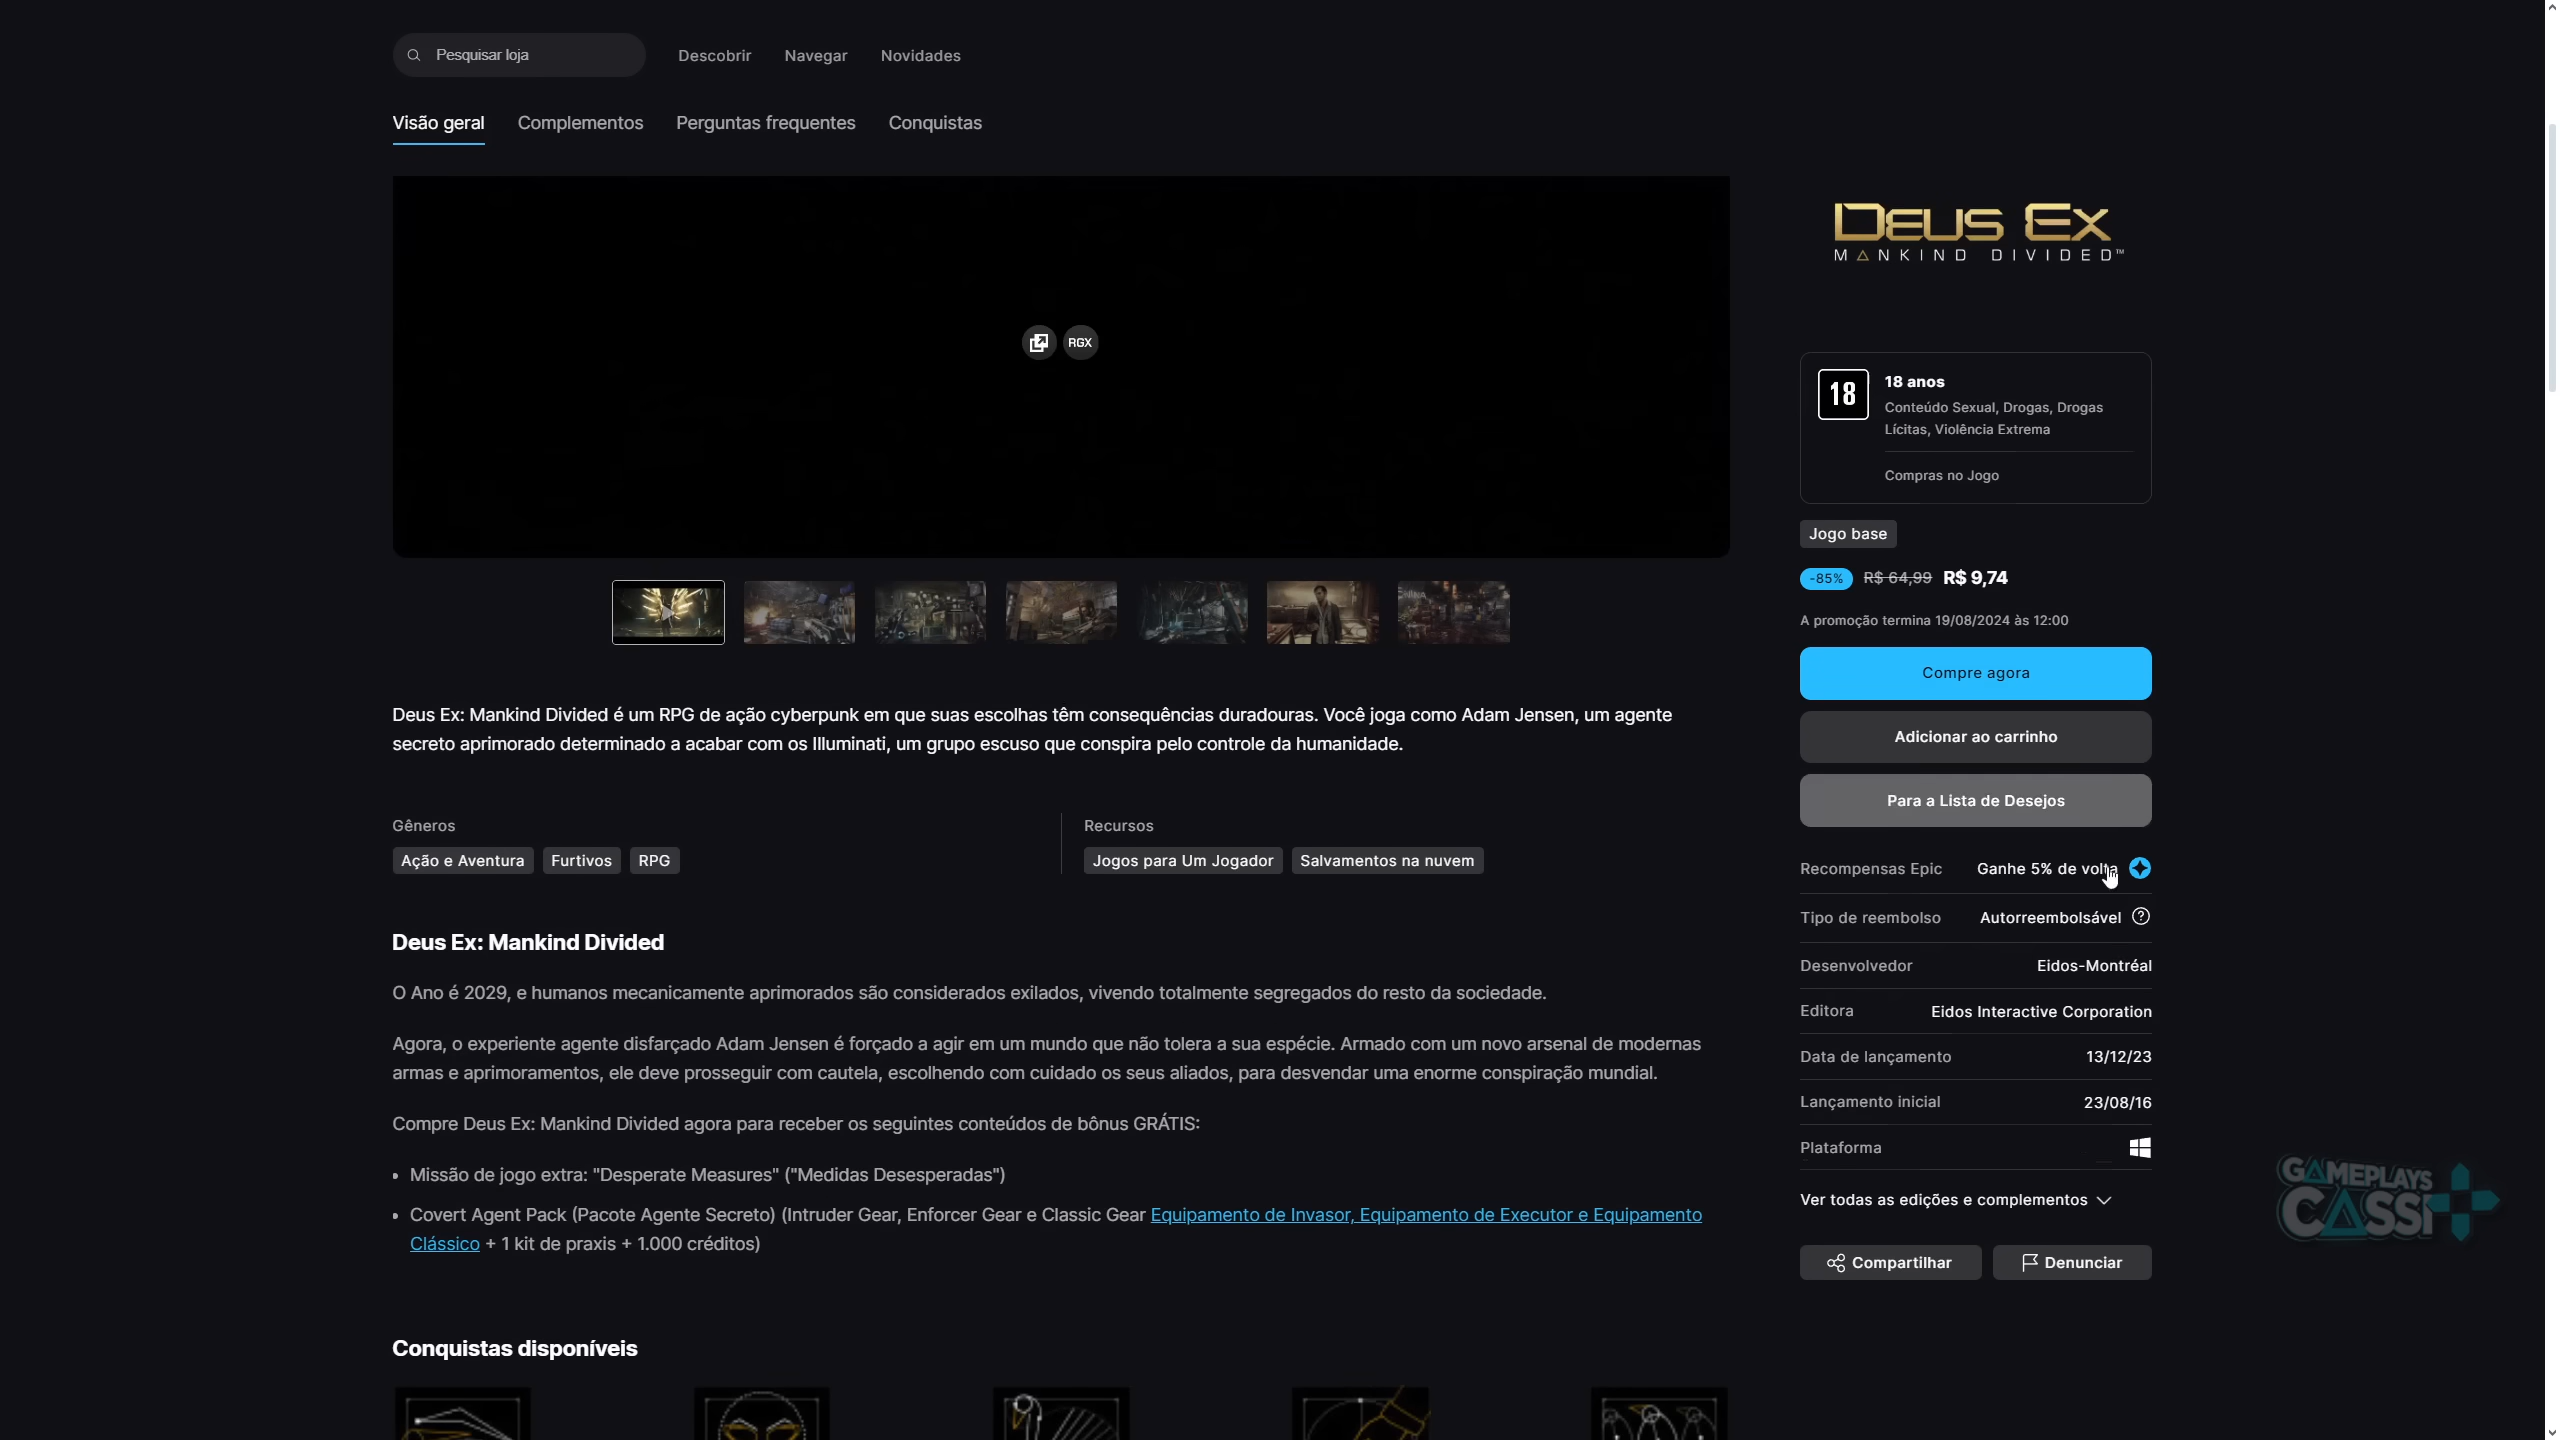 Pesquisar loja
Descobrir
Navegar
Novidades
Visão geral
Complementos
Perguntas frequentes
Conquistas
RGX
DEUS EX
MANKIND DIVIDED™
18
18 anos
Conteúdo Sexual, Drogas, Drogas
Lícitas, Violência Extrema
Compras no Jogo
Jogo base
-85% R$ 64,99 R$ 9,74
A promoção termina 19/08/2024 às 12:00
Compre agora
Adicionar ao carrinho
Para a Lista de Desejos
Deus Ex: Mankind Divided é um RPG de ação cyberpunk em que suas escolhas têm consequências duradouras. Você joga como Adam Jensen, um agente
secreto aprimorado determinado a acabar com os Illuminati, um grupo escuso que conspira pelo controle da humanidade.
Gêneros
Ação e Aventura
Furtivos
RPG
Recursos
Jogos para Um Jogador
Salvamentos na nuvem
Recompensas Epic Ganhe 5% de volta
Tipo de reembolso Autorreembolsável
Desenvolvedor Eidos-Montréal
Editora Eidos Interactive Corporation
Data de lançamento 13/12/23
Lançamento inicial 23/08/16
Plataforma
Ver todas as edições e complementos
Compartilhar
Denunciar
Deus Ex: Mankind Divided
O Ano é 2029, e humanos mecanicamente aprimorados são considerados exilados, vivendo totalmente segregados do resto da sociedade.
Agora, o experiente agente disfarçado Adam Jensen é forçado a agir em um mundo que não tolera a sua espécie. Armado com um novo arsenal de modernas
armas e aprimoramentos, ele deve prosseguir com cautela, escolhendo com cuidado os seus aliados, para desvendar uma enorme conspiração mundial.
Compre Deus Ex: Mankind Divided agora para receber os seguintes conteúdos de bônus GRÁTIS:
• Missão de jogo extra: "Desperate Measures" ("Medidas Desesperadas")
• Covert Agent Pack (Pacote Agente Secreto) (Intruder Gear, Enforcer Gear e Classic Gear Equipamento de Invasor, Equipamento de Executor e Equipamento
Clássico + 1 kit de praxis + 1.000 créditos)
Conquistas disponíveis
GAMEPLAYS
CASSI